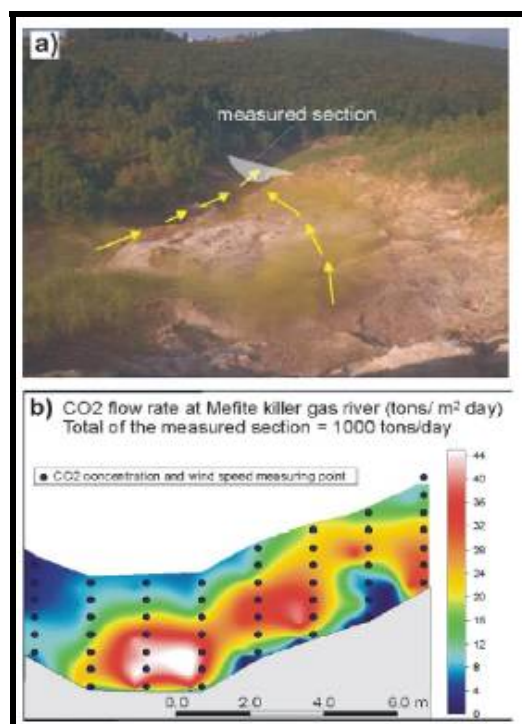 a)
measured section
b) CO2 flow rate at Mefite killer gas river (tons/ m² day)
Total of the measured section = 1000 tons/day
CO2 concentration and wind speed measuring point
44
40
36
32
28
24
20
16
12
8
4
0
0.0 2.0 4.0 6.0 m